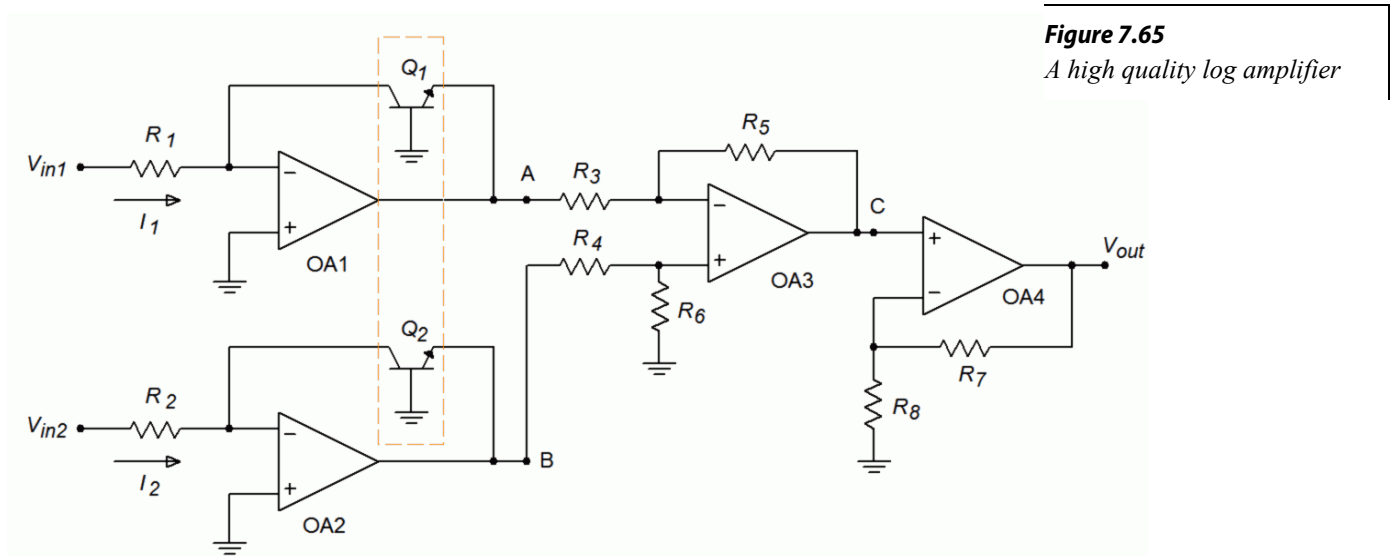 Figure 7.65
A high quality log amplifier
Q1
R5
R1
Vin1
A
R3
−
−
C
I1
+
+
Vout
R4
+
OA1
+
OA3
−
OA4
R6
Q2
R7
R2
R8
Vin2
−
I2
B
+
OA2